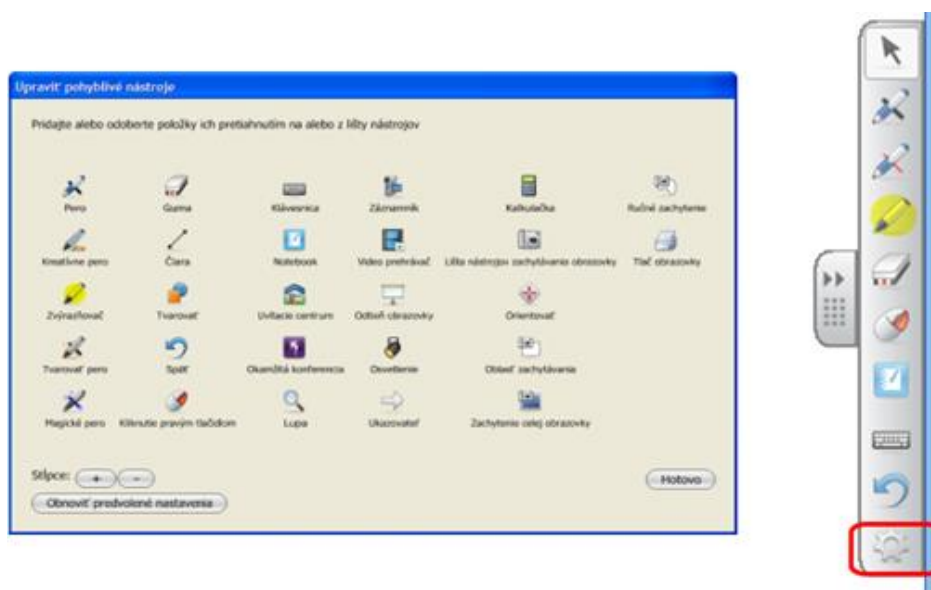 Upraviť pohyblivé nástroje
Pridajte alebo odoberte položky ich pretiahnutím na alebo z lišty nástrojov
Pero Guma Klávesnica Záznamník Kalkulačka Ručné zachytenie
Kreatívne pero Čiara Notebook Video prehrávač Lišta nástrojov zachytávania obrazovky Tlač obrazovky
Zvýrazňovač Tvarovať Uvítacie centrum Odtieň obrazovky Orientovať
Tvarovať pero Späť Okamžitá konferencia Osvetlenie Oblasť zachytávania
Magické pero Kliknutie pravým tlačidlom Lupa Ukazovateľ Zachytenie celej obrazovky
Stĺpce: + -
Hotovo
Obnoviť predvolené nastavenia